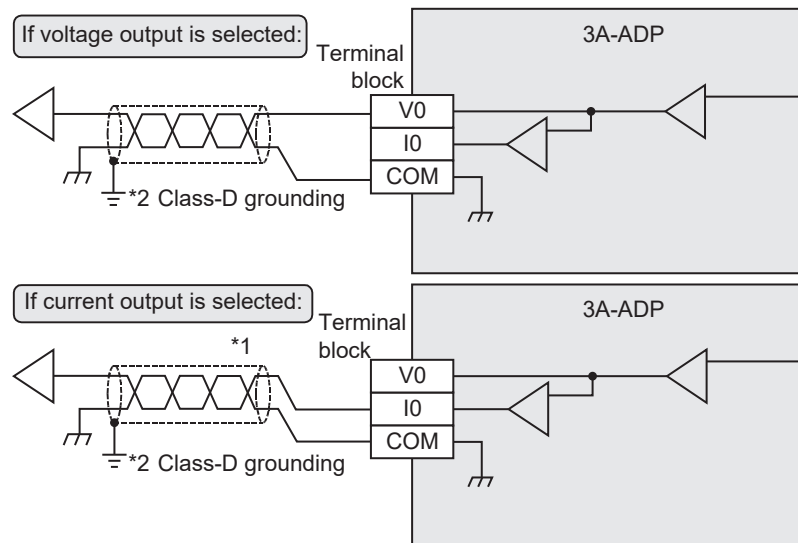 If voltage output is selected:
Terminal
block
3A-ADP
V0
I0
COM
*2 Class-D grounding
If current output is selected:
Terminal
block
3A-ADP
*1
V0
I0
COM
*2 Class-D grounding